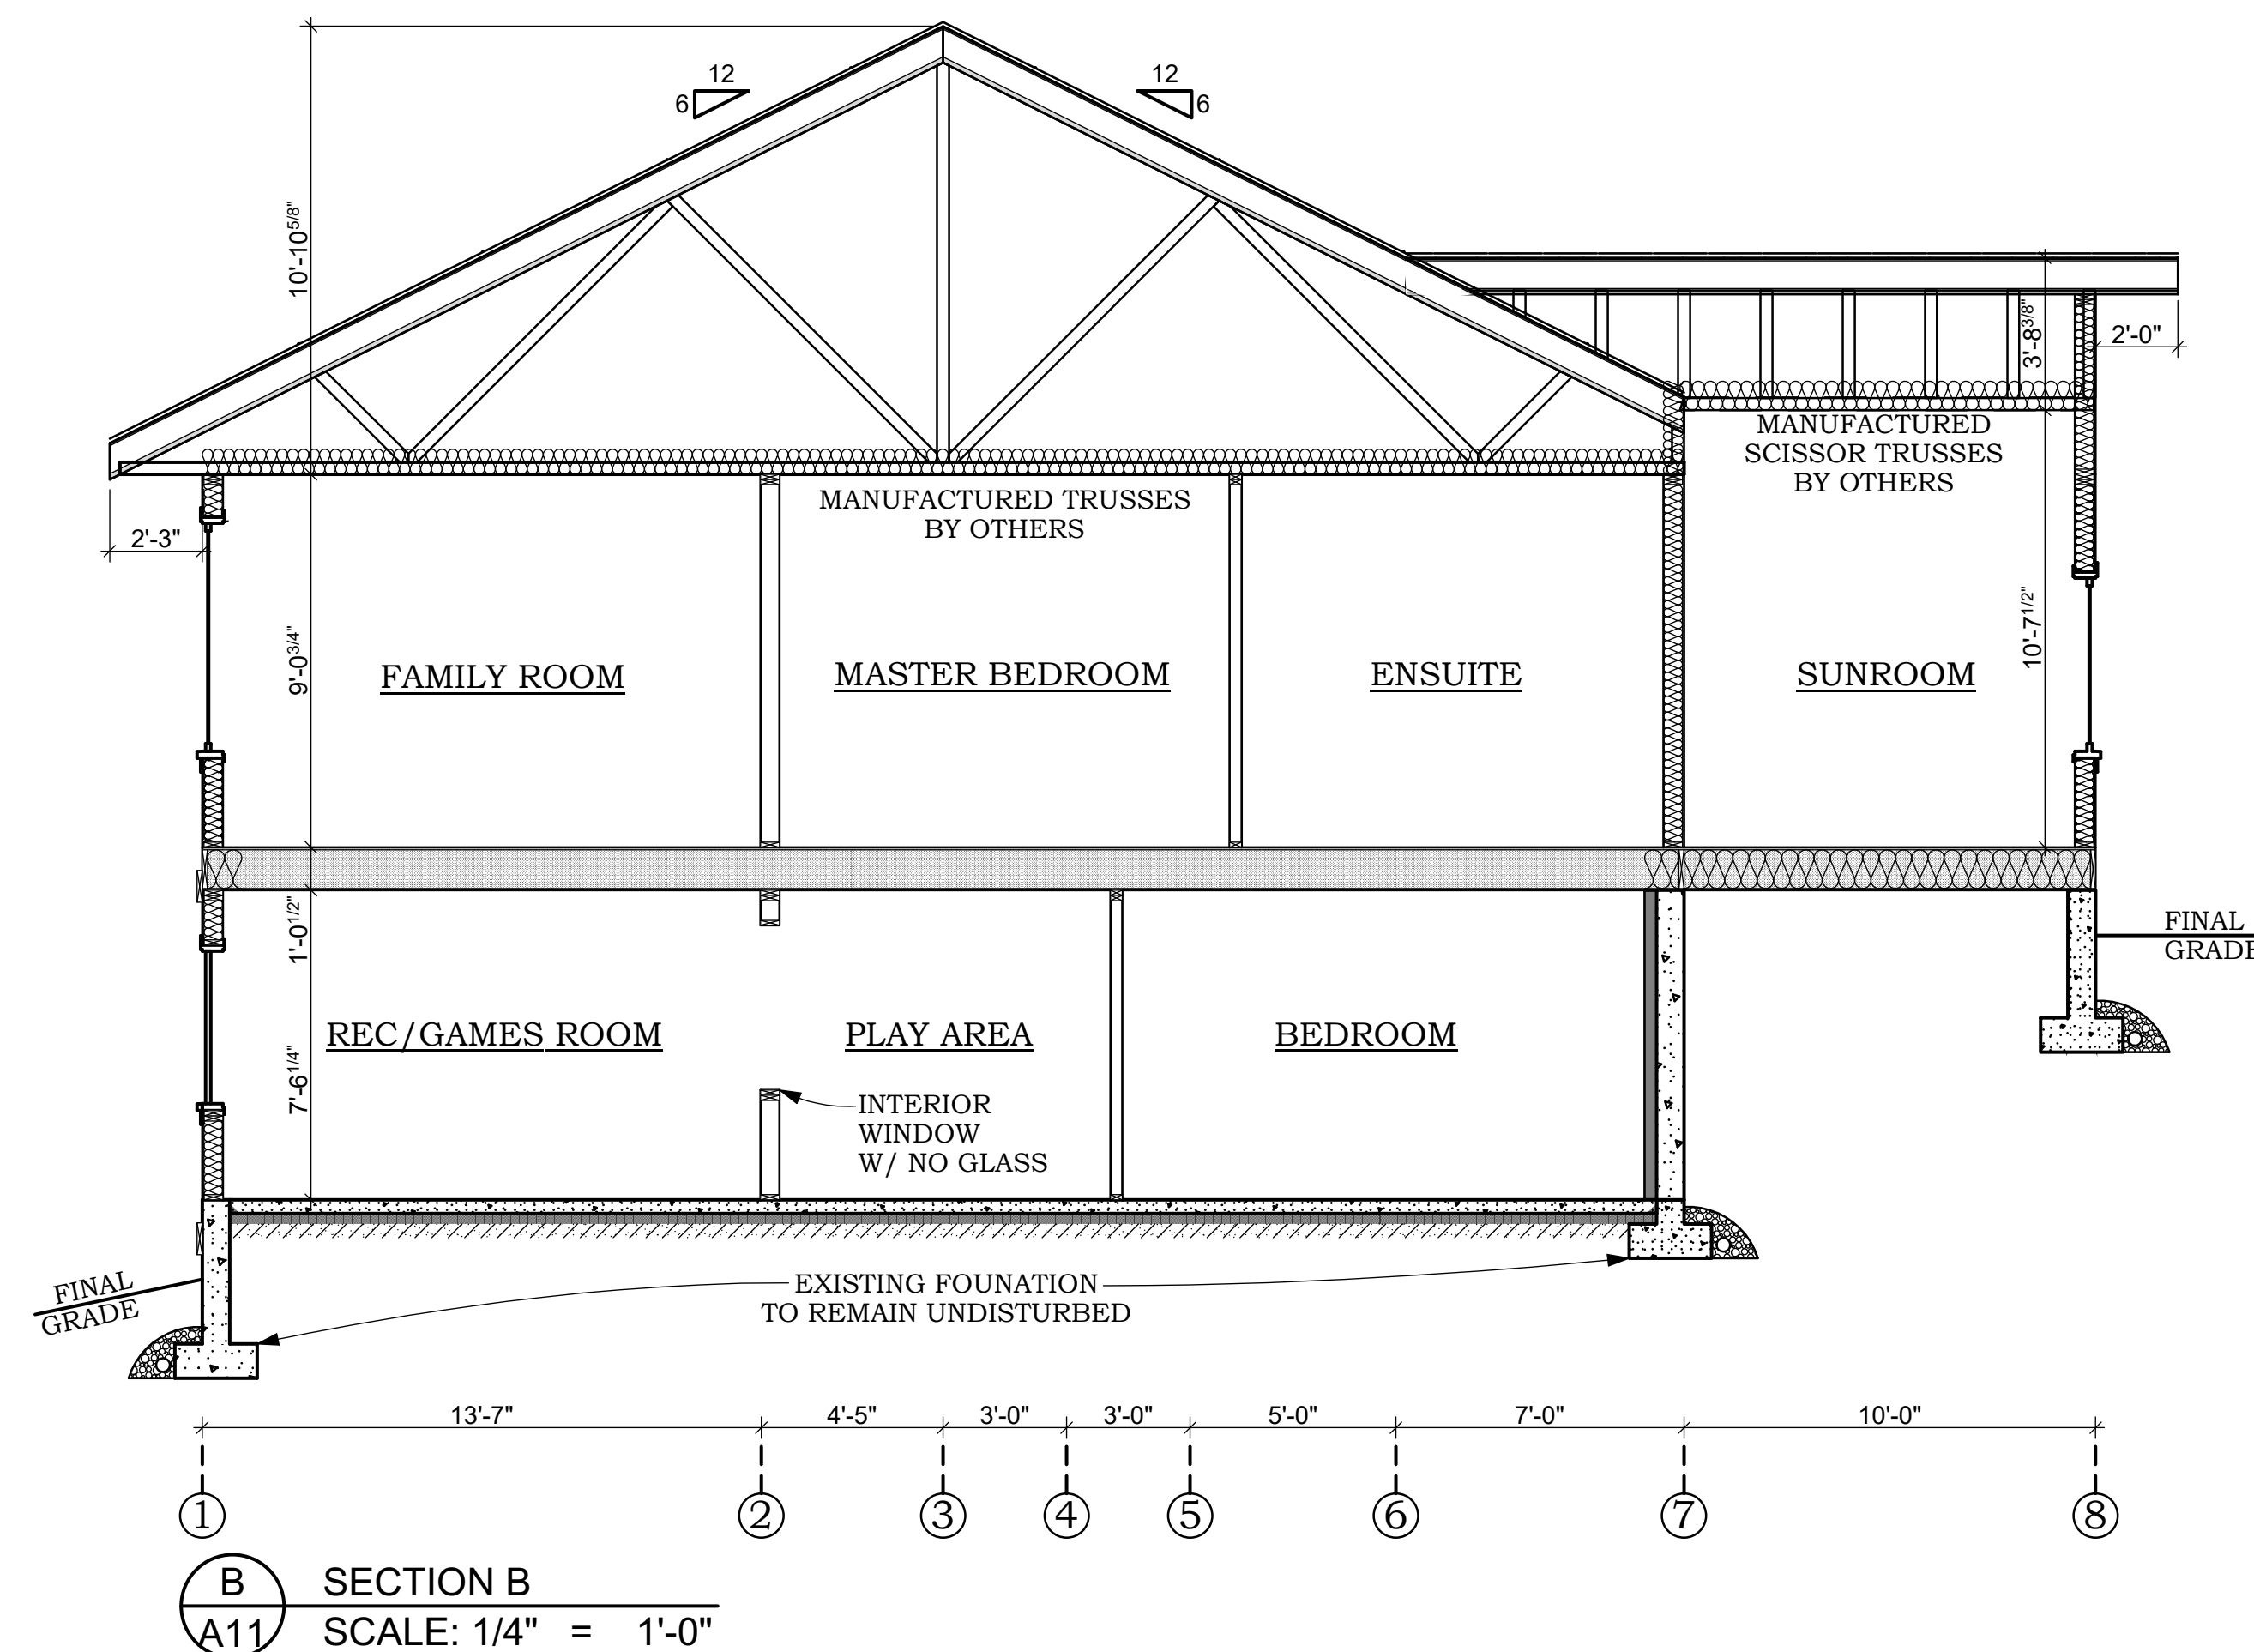 12
6
12
6
10'-10 5/8"
3'-8 3/8"
2'-0"
MANUFACTURED
SCISSOR TRUSSES
BY OTHERS
MANUFACTURED TRUSSES
BY OTHERS
2'-3"
9'-0 3/4"
10'-7 1/2"
FAMILY ROOM
MASTER BEDROOM
ENSUITE
SUNROOM
1'-0 1/2"
FINAL
GRADE
REC/GAMES ROOM
PLAY AREA
BEDROOM
7'-6 1/4"
INTERIOR
WINDOW
W/ NO GLASS
FINAL
GRADE
EXISTING FOUNATION
TO REMAIN UNDISTURBED
13'-7"
4'-5"
3'-0"
3'-0"
5'-0"
7'-0"
10'-0"
1
2
3
4
5
6
7
8
B
A11
SECTION B
SCALE: 1/4" = 1'-0"